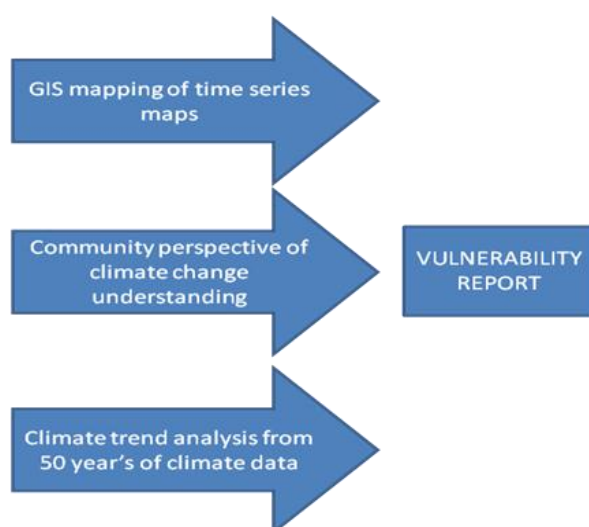 GIS mapping of time series
maps
Community perspective of
climate change
understanding
VULNERABILITY
REPORT
Climate trend analysis from
50 year's of climate data